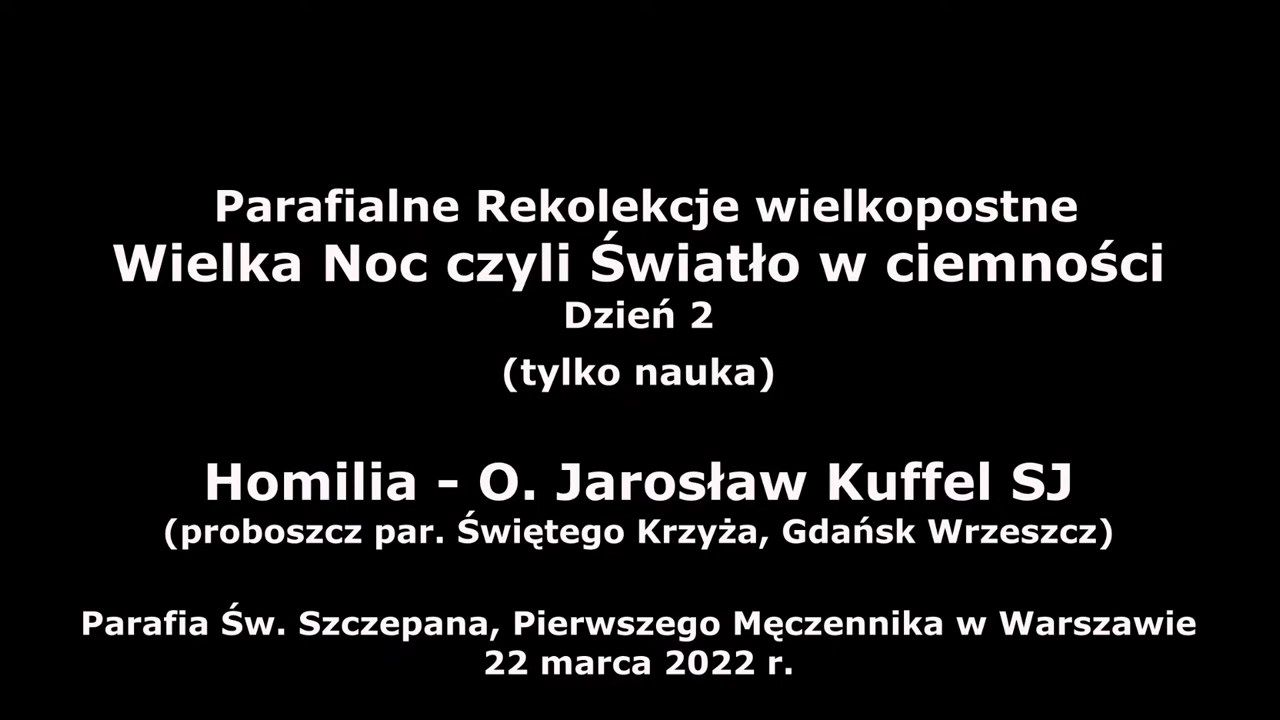 Parafialne Rekolekcje wielkopostne
Wielka Noc czyli Światło w ciemności
Dzień 2
(tylko nauka)
Homilia - O. Jarosław Kuffel SJ
(proboszcz par. Świętego Krzyża, Gdańsk Wrzeszcz)
Parafia Św. Szczepana, Pierwszego Męczennika w Warszawie
22 marca 2022 r.